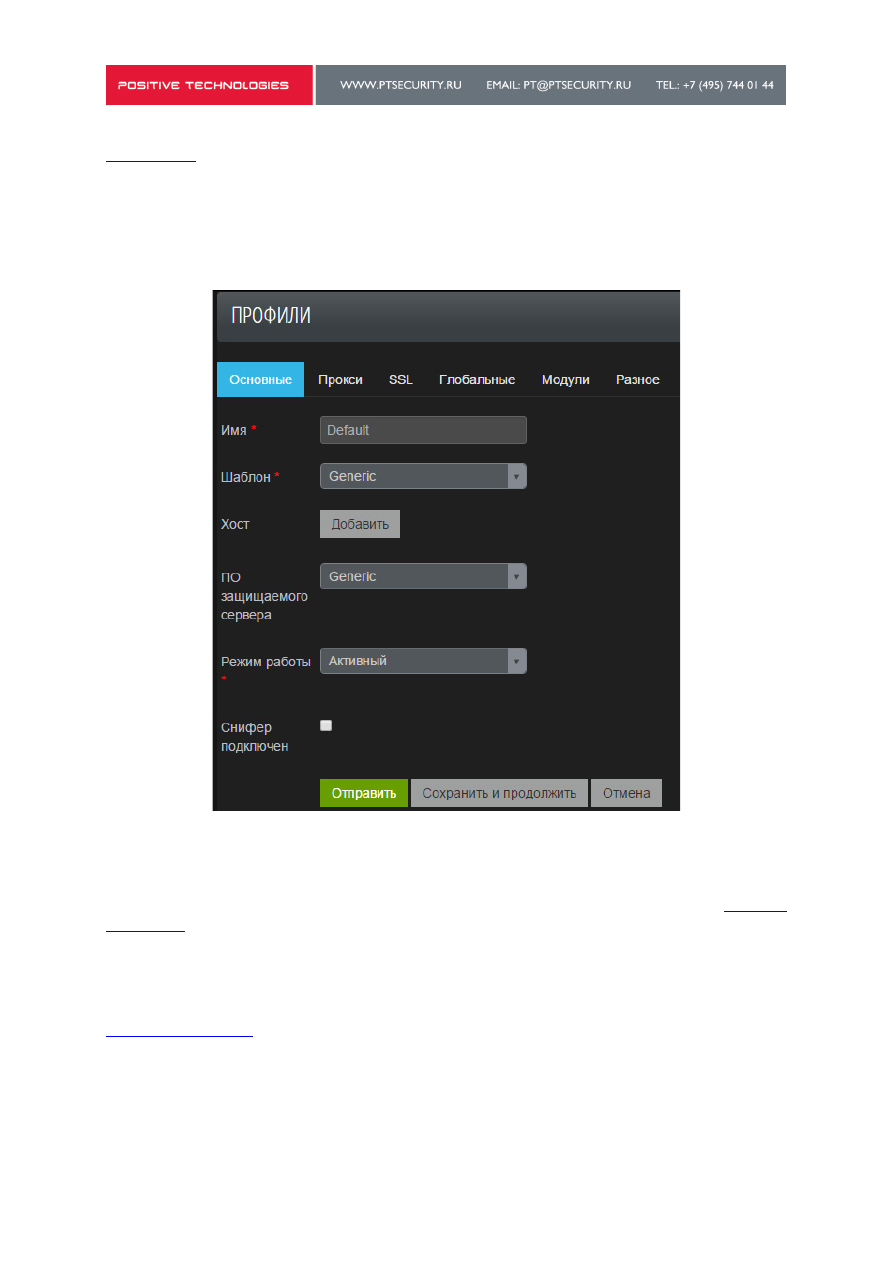 POSITIVE TECHNOLOGIES WWW.PTSECURITY.RU EMAIL: PT@PTSECURITY.RU TEL.: +7 (495) 744 01 44
ПРОФИЛИ
Основные Прокси SSL Глобальные Модули Разное
Имя * Default
Шаблон * Generic
Хост Добавить
ПО Generic
защищаемого
сервера
Режим работы Активный
*
Снифер
подключен
Отправить Сохранить и продолжить Отмена